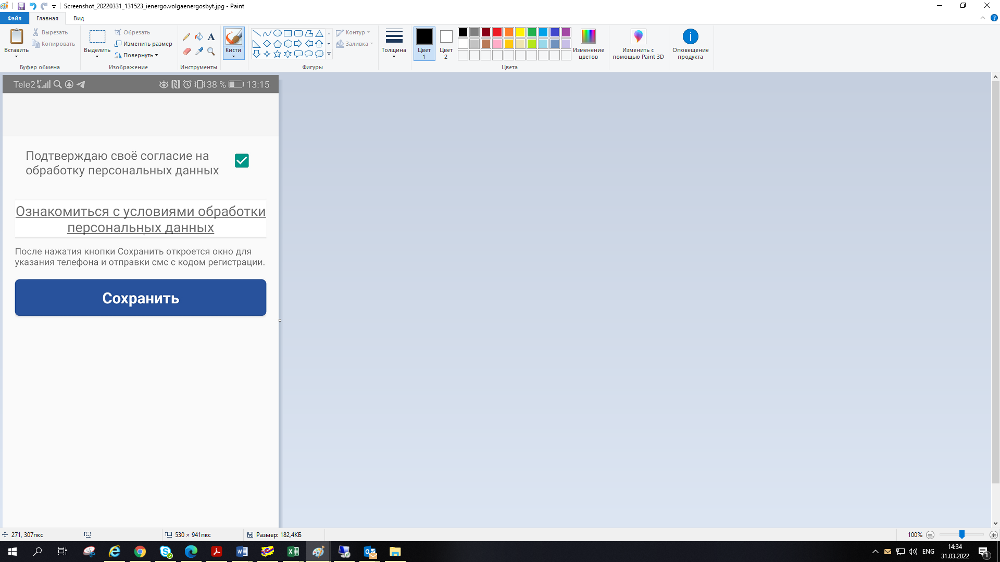 Screenshot_20220331_131523_ienergo.volgaenergosbyt.jpg - Paint
Файл Главная Вид
Вставить
Вырезать
Копировать
Буфер обмена
Выделить
Обрезать
Изменить размер
Повернуть
Изображение
A
Инструменты
Кисти
Контур
Заливка
Фигуры
Толщина
Цвет 1
Цвет 2
Изменение цветов
Цвета
Изменить с помощью Paint 3D
Оповещение продукта
Tele2 38 % 13:15
Подтверждаю своё согласие на
обработку персональных данных
Ознакомиться с условиями обработки
персональных данных
После нажатия кнопки Сохранить откроется окно для
указания телефона и отправки смс с кодом регистрации.
Сохранить
271, 307пкс 530 × 941пкс Размер: 182,4КБ 100%
ENG 14:34
31.03.2022 1